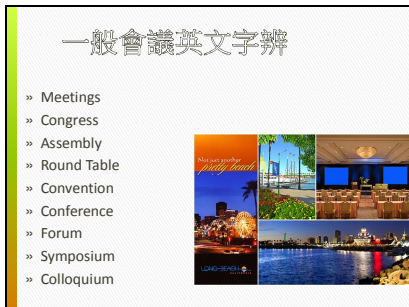 一般會議英文字辨
» Meetings
» Congress
» Assembly
» Round Table
» Convention
» Conference
» Forum
» Symposium
» Colloquium
Not just another
pretty beach
LONG BEACH